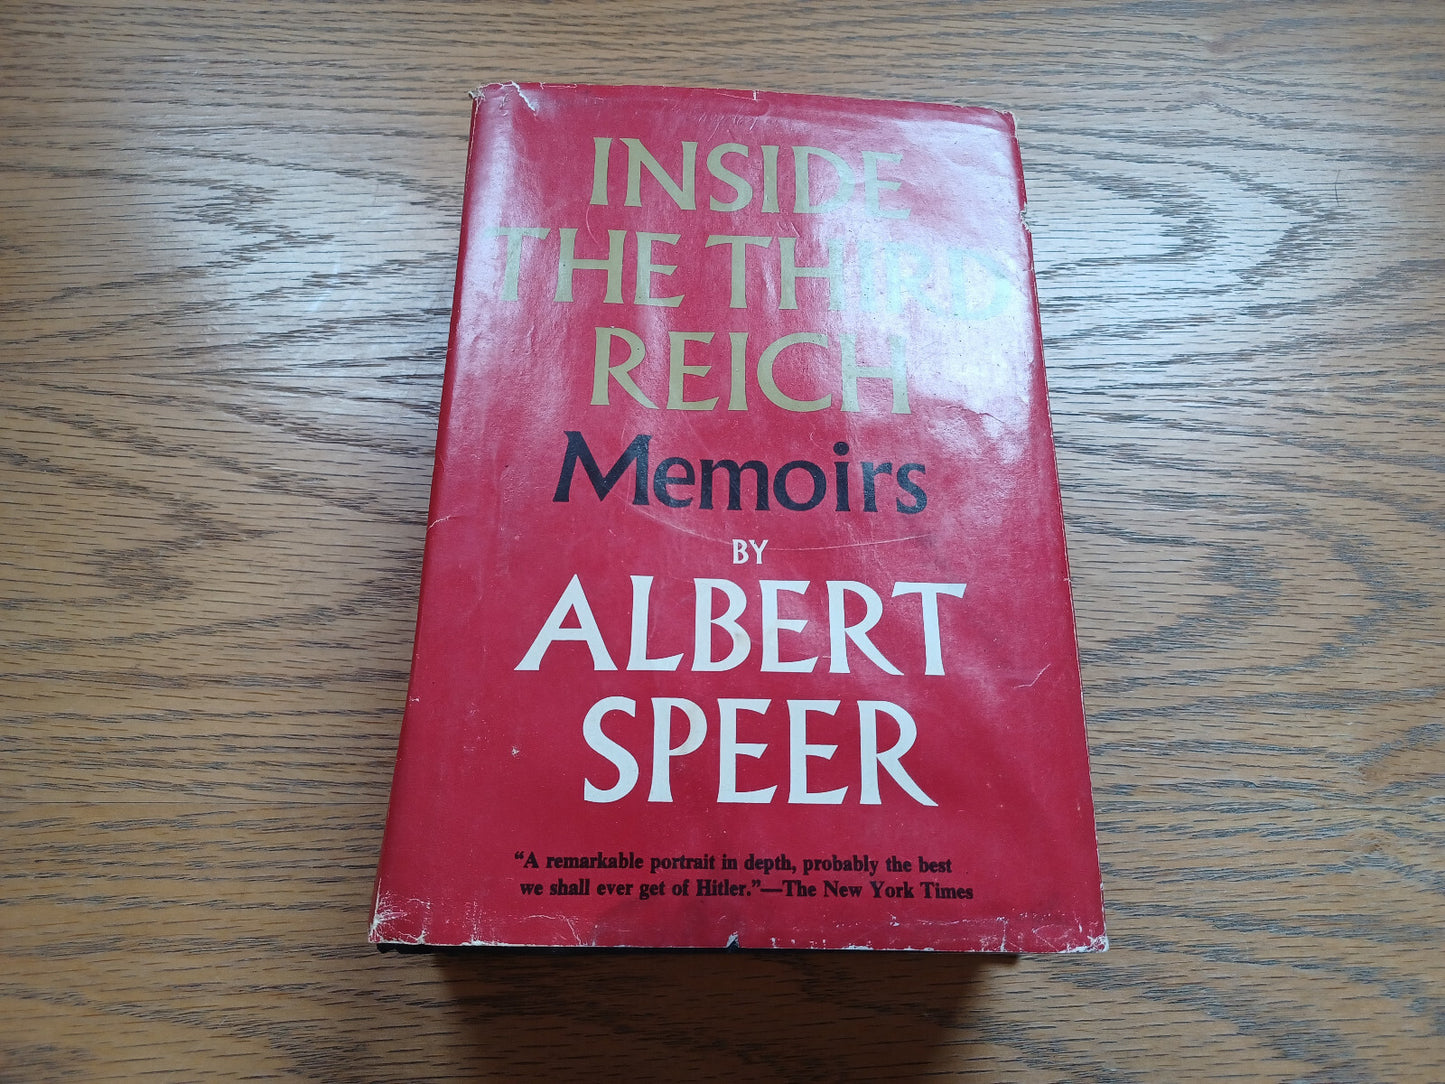 INSIDE
THE THIRD
REICH
Memoirs
BY
ALBERT
SPEER
“A remarkable portrait in depth, probably the best
we shall ever get of Hitler.”—The New York Times